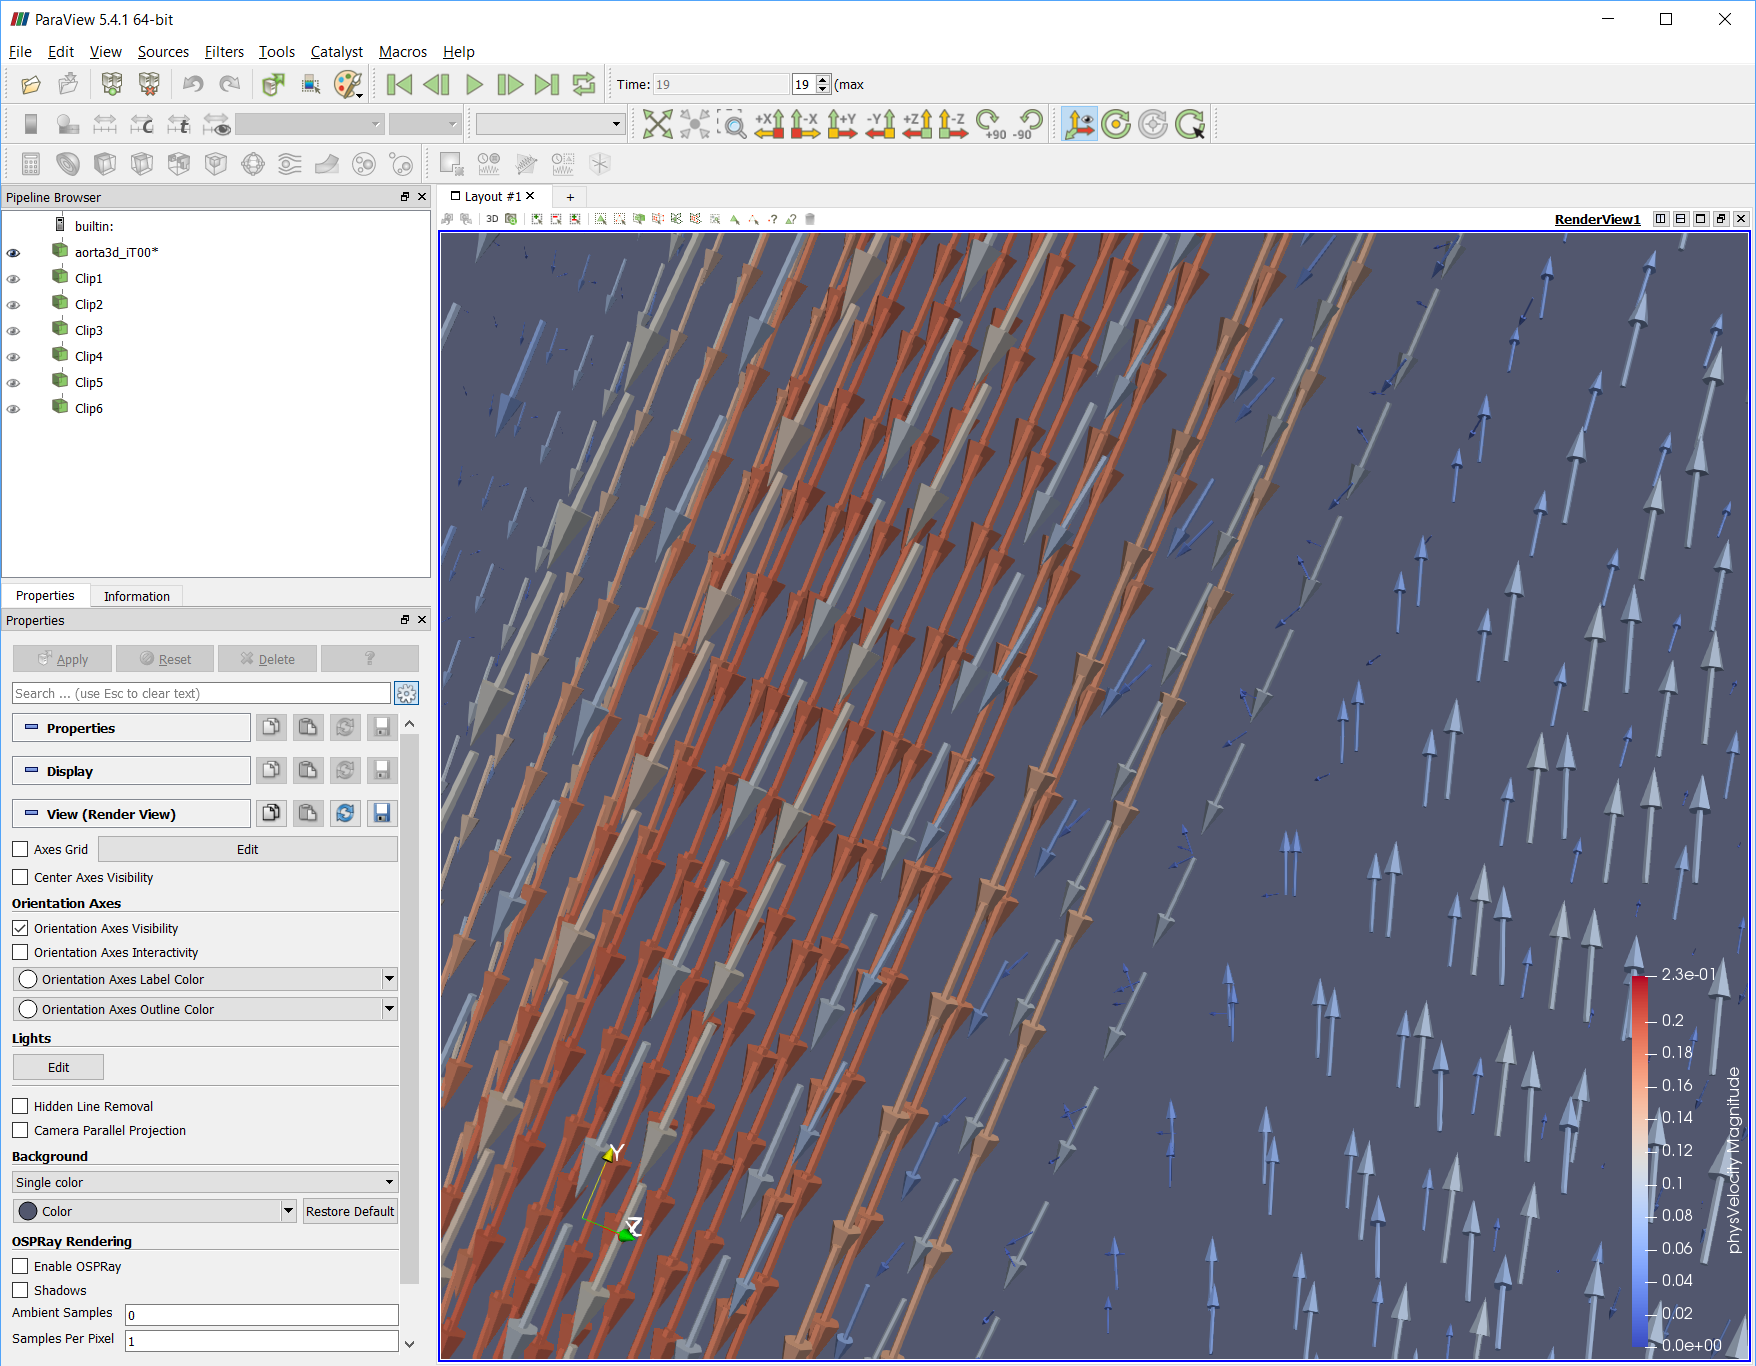 ParaView 5.4.1 64-bit
File Edit View Sources Filters Tools Catalyst Macros Help
Time: 19 19 (max
+X -X +Y -Y +Z -Z +90 -90
Pipeline Browser
Layout #1 +
3D RenderView1
builtin:
aorta3d_iT00*
Clip1
Clip2
Clip3
Clip4
Clip5
Clip6
Properties Information
Properties
Apply Reset Delete ?
Search ... (use Esc to clear text)
Properties
Display
View (Render View)
Axes Grid Edit
Center Axes Visibility
Orientation Axes
Orientation Axes Visibility
Orientation Axes Interactivity
Orientation Axes Label Color
Orientation Axes Outline Color
Lights
Edit
Hidden Line Removal
Camera Parallel Projection
Background
Single color
Color Restore Default
OSPRay Rendering
Enable OSPRay
Shadows
Ambient Samples 0
Samples Per Pixel 1
Y
Z
2.3e-01
0.2
0.18
0.16
0.14
0.12
0.1
0.08
0.06
0.04
0.02
0.0e+00
physVelocity Magnitude